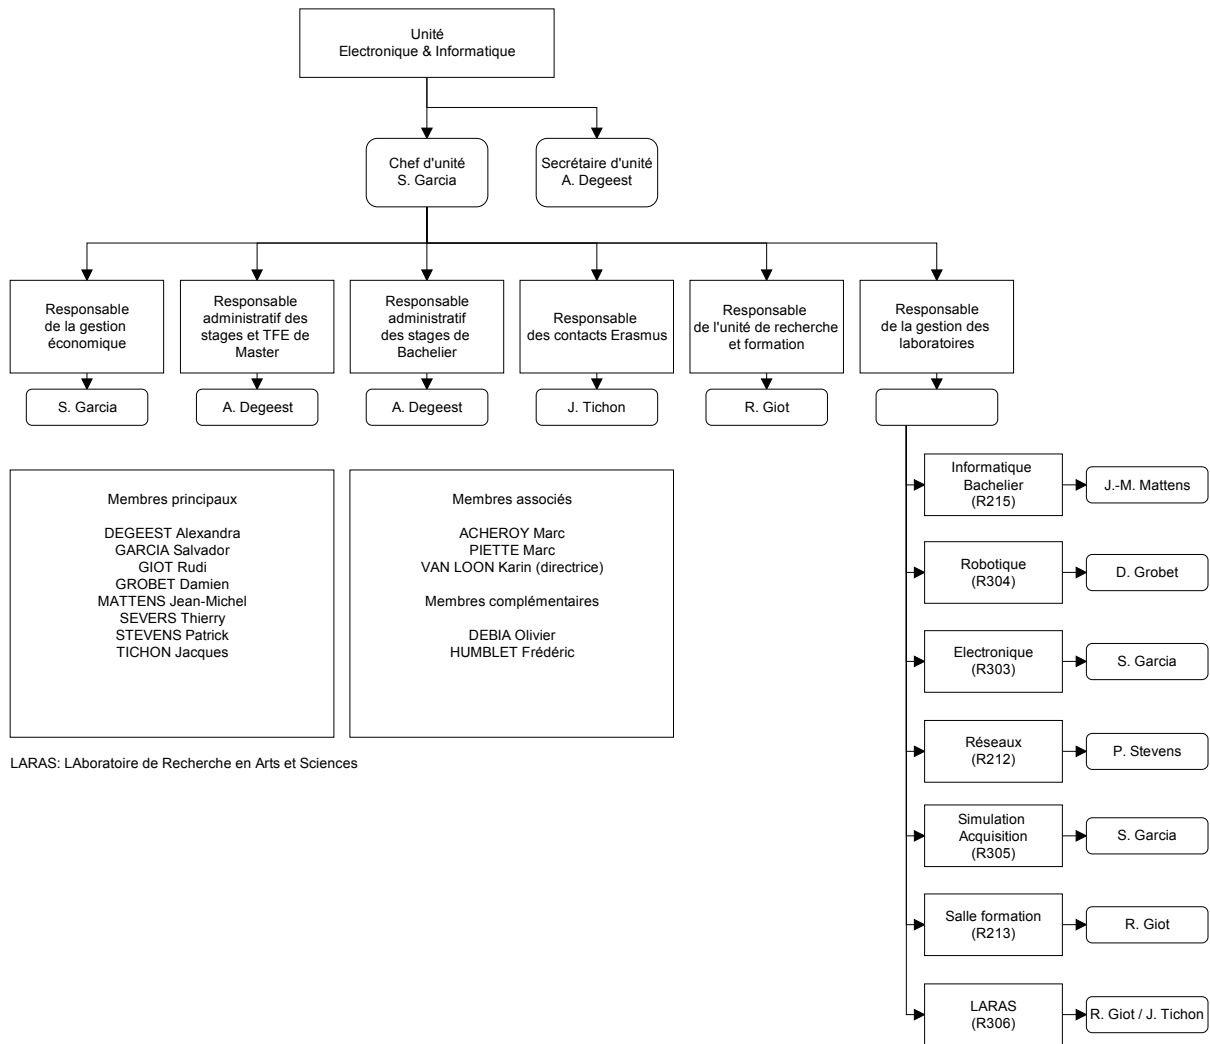 Unité
Electronique & Informatique
Chef d'unité
S. Garcia
Secrétaire d'unité
A. Degeest
Responsable
de la gestion
économique
Responsable
administratif des
stages et TFE de
Master
Responsable
administratif
des stages de
Bachelier
Responsable
des contacts Erasmus
Responsable
de l'unité de recherche
et formation
Responsable
de la gestion des
laboratoires
S. Garcia
A. Degeest
A. Degeest
J. Tichon
R. Giot
Membres principaux
DEGEEST Alexandra
GARCIA Salvador
GIOT Rudi
GROBET Damien
MATTENS Jean-Michel
SEVERS Thierry
STEVENS Patrick
TICHON Jacques
Membres associés
ACHEROY Marc
PIETTE Marc
VAN LOON Karin (directrice)
Membres complémentaires
DEBIA Olivier
HUMBLET Frédéric
LARAS: LAboratoire de Recherche en Arts et Sciences
Informatique
Bachelier
(R215)
J.-M. Mattens
Robotique
(R304)
D. Grobet
Electronique
(R303)
S. Garcia
Réseaux
(R212)
P. Stevens
Simulation
Acquisition
(R305)
S. Garcia
Salle formation
(R213)
R. Giot
LARAS
(R306)
R. Giot / J. Tichon